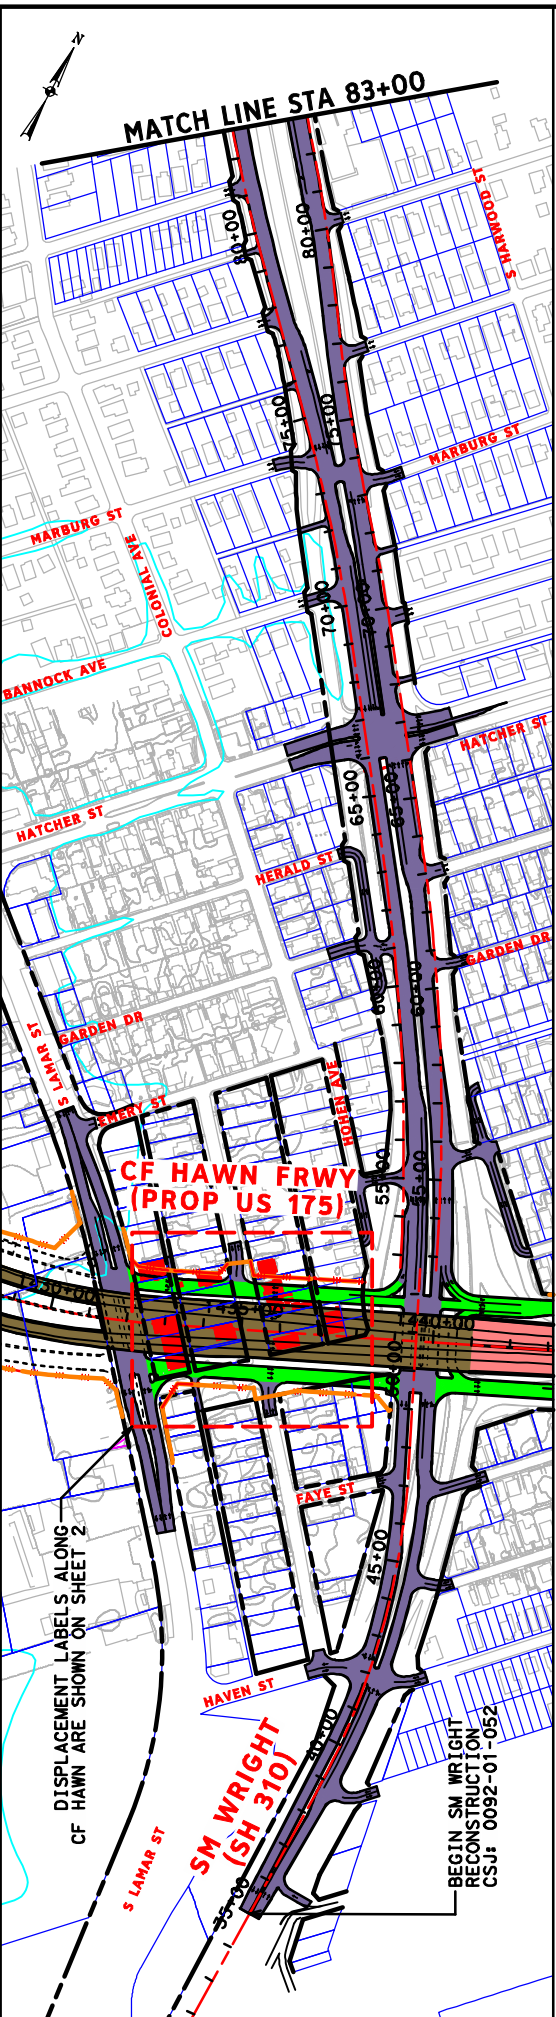 N
MATCH LINE STA 83+00
S HARWOOD ST
80+00
80+00
75+00
75+00
MARBURG ST
MARBURG ST
COLONIAL AVE
70+00
70+00
BANNOCK AVE
HATCHER ST
HATCHER ST
65+00
65+00
HERALD ST
GARDEN DR
60+00
60+00
GARDEN DR
S LAMAR ST
EMERY ST
HOHEN AVE
55+00
55+00
CF HAWN FRWY
(PROP US 175)
1430+00
1435+00
1440+00
50+00
FAYE ST
45+00
DISPLACEMENT LABELS ALONG
CF HAWN ARE SHOWN ON SHEET 2
HAVEN ST
40+00
SM WRIGHT
(SH 310)
BEGIN SM WRIGHT
RECONSTRUCTION
CSJ: 0092-01-052
S LAMAR ST
35+00